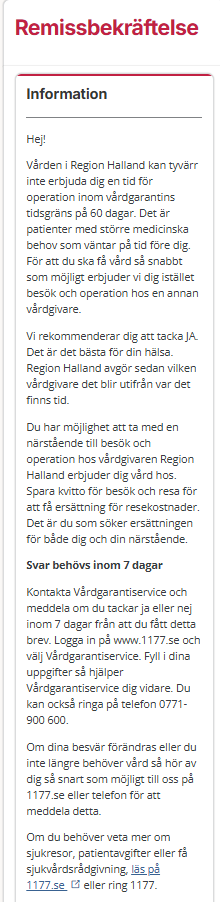 Remissbekräftelse
Information
Hej!
Vården i Region Halland kan tyvärr
inte erbjuda dig en tid för
operation inom vårdgarantins
tidsgräns på 60 dagar. Det är
patienter med större medicinska
behov som väntar på tid före dig.
För att du ska få vård så snabbt
som möjligt erbjuder vi dig istället
besök och operation hos en annan
vårdgivare.
Vi rekommenderar dig att tacka JA.
Det är det bästa för din hälsa.
Region Halland avgör sedan vilken
vårdgivare det blir utifrån var det
finns tid.
Du har möjlighet att ta med en
närstående till besök och
operation hos vårdgivaren Region
Halland erbjuder dig vård hos.
Spara kvitto för besök och resa för
att få ersättning för resekostnader.
Det är du som söker ersättningen
för både dig och din närstående.
Svar behövs inom 7 dagar
Kontakta Vårdgarantiservice och
meddela om du tackar ja eller nej
inom 7 dagar från att du fått detta
brev. Logga in på www.1177.se och
välj Vårdgarantiservice. Fyll i dina
uppgifter så hjälper
Vårdgarantiservice dig vidare. Du
kan också ringa på telefon 0771-
900 600.
Om dina besvär förändras eller du
inte längre behöver vård så hör av
dig så snart som möjligt till oss på
1177.se eller telefon för att
meddela detta.
Om du behöver veta mer om
sjukresor, patientavgifter eller få
sjukvårdsrådgivning, läs på
1177.se eller ring 1177.